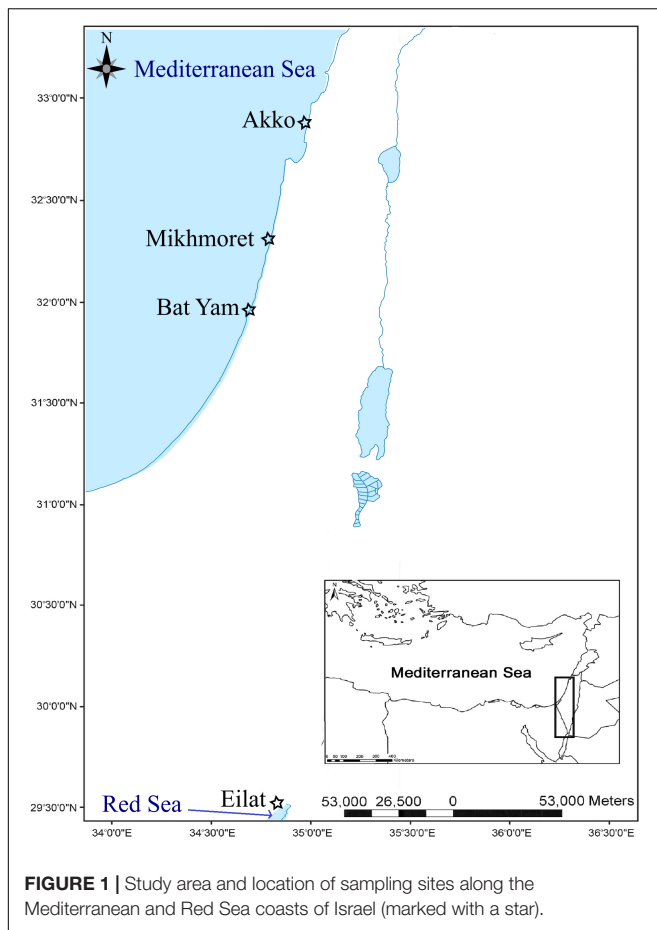 N
Mediterranean Sea
33°0'0"N
Akko
32°30'0"N
Mikhmoret
32°0'0"N
Bat Yam
31°30'0"N
31°0'0"N
30°30'0"N
N
Mediterranean Sea
30°0'0"N
Eilat
Red Sea
29°30'0"N
53,000 26,500 0 53,000 Meters
34°0'0"E 34°30'0"E 35°0'0"E 35°30'0"E 36°0'0"E 36°30'0"E
FIGURE 1 | Study area and location of sampling sites along the
Mediterranean and Red Sea coasts of Israel (marked with a star).